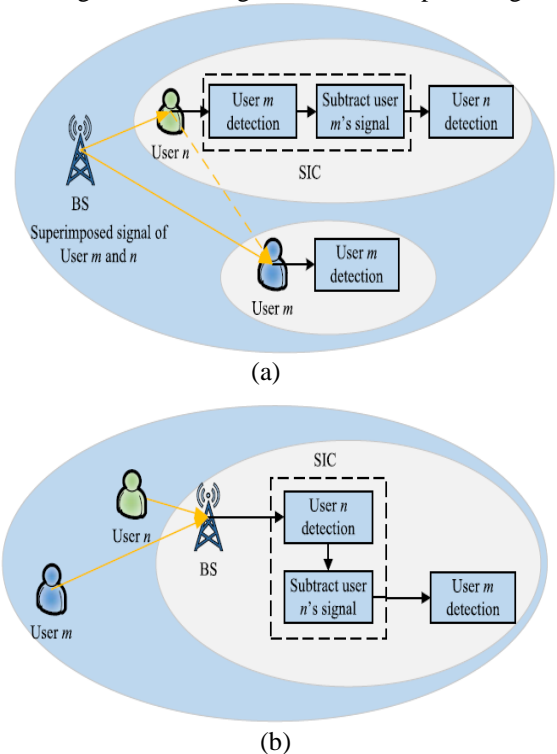 User m
detection
Subtract user
m's signal
User n
detection
User n
SIC
BS
Superimposed signal of
User m and n
User m
detection
User m
(a)
SIC
User n
detection
User n
BS
Subtract user
n's signal
User m
detection
User m
(b)